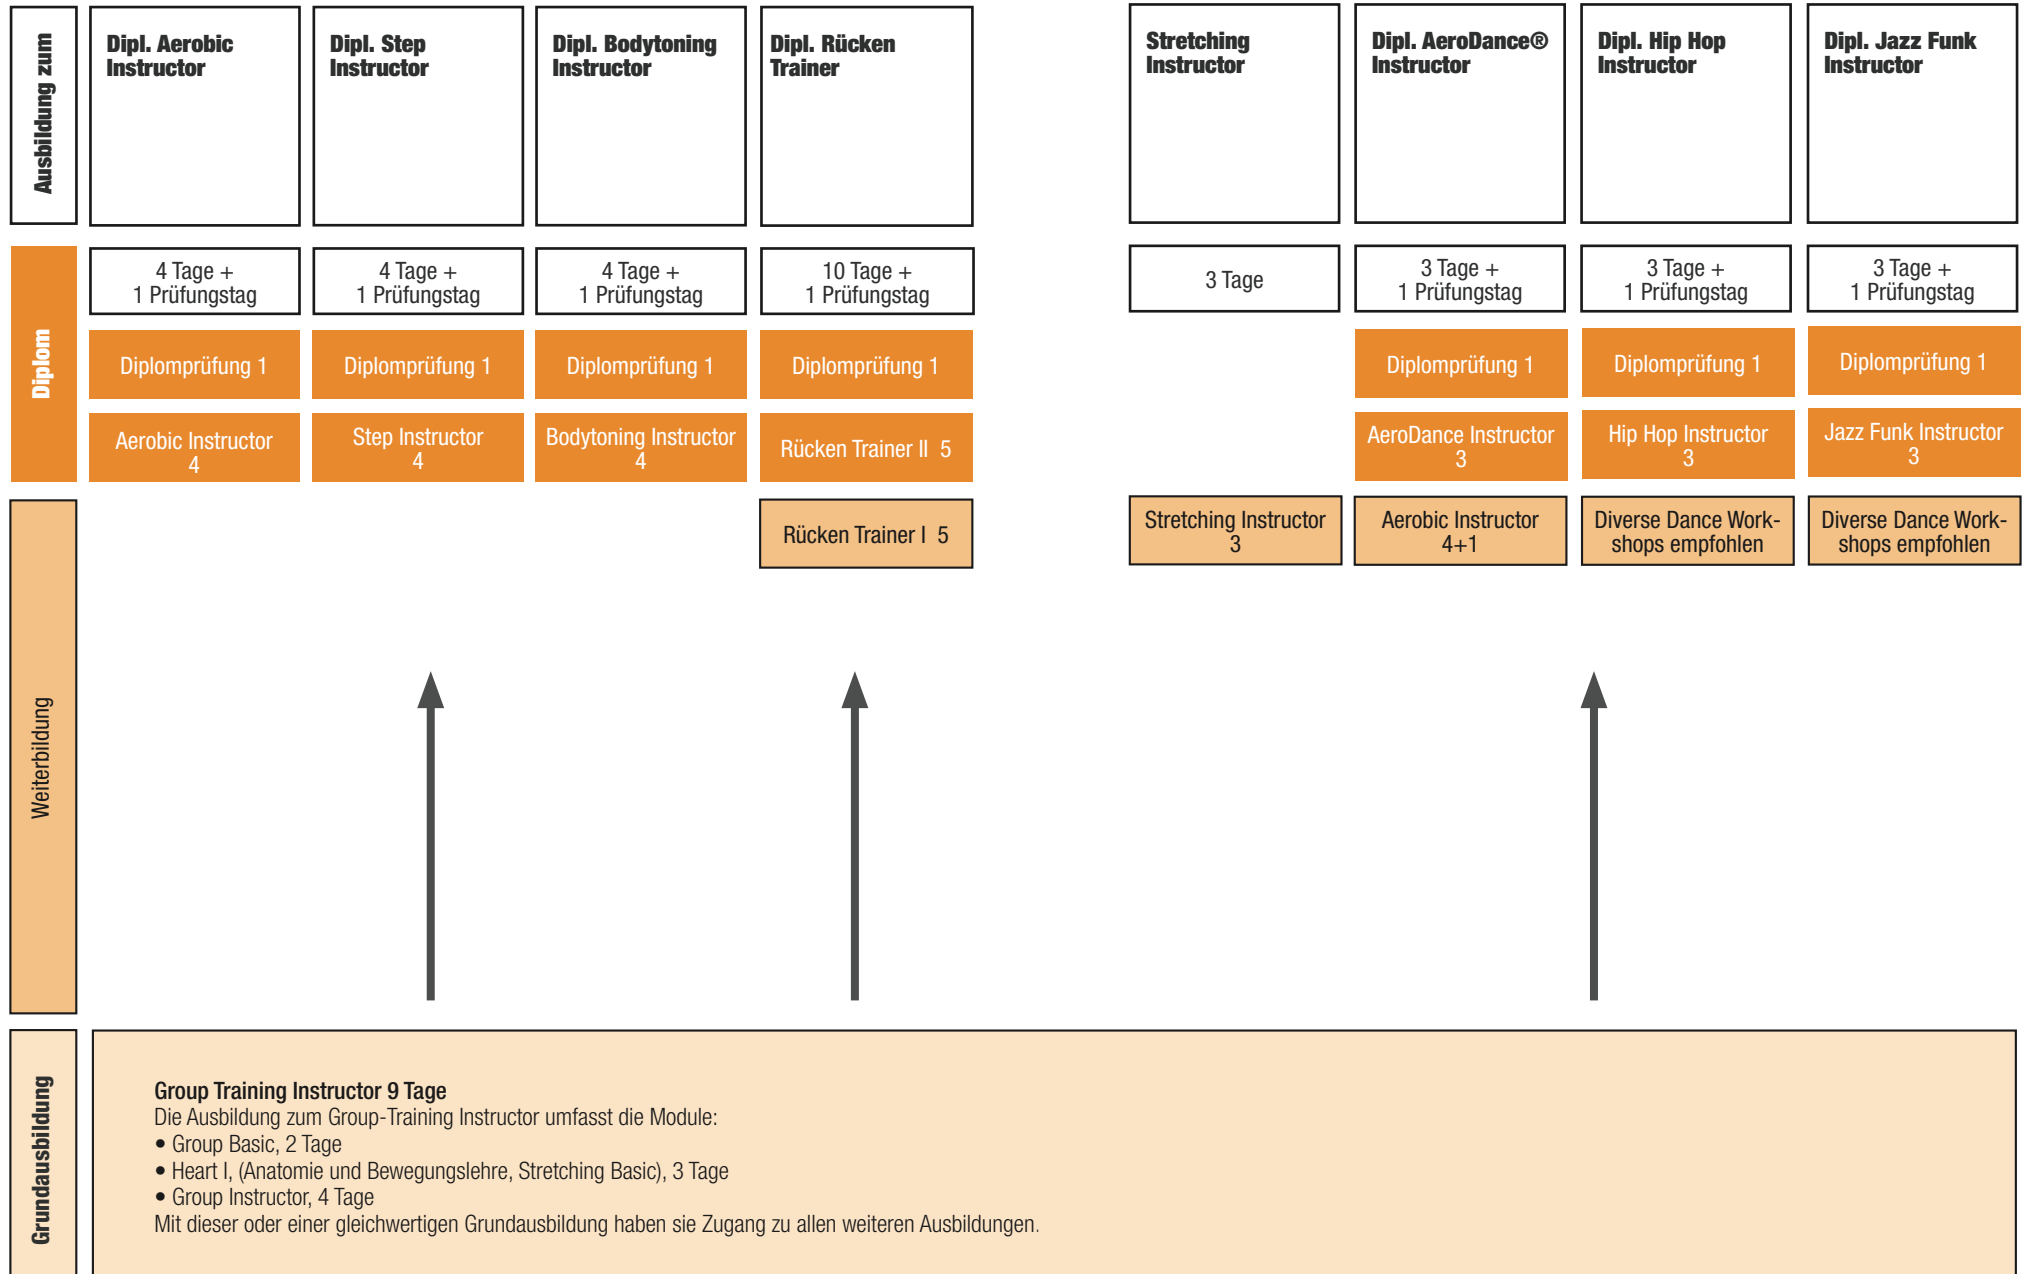 Ausbildung zum
Dipl. Aerobic
Instructor
Dipl. Step
Instructor
Dipl. Bodytoning
Instructor
Dipl. Rücken
Trainer
Stretching
Instructor
Dipl. AeroDance®
Instructor
Dipl. Hip Hop
Instructor
Dipl. Jazz Funk
Instructor
Diplom
4 Tage +
1 Prüfungstag
4 Tage +
1 Prüfungstag
4 Tage +
1 Prüfungstag
10 Tage +
1 Prüfungstag
3 Tage
3 Tage +
1 Prüfungstag
3 Tage +
1 Prüfungstag
3 Tage +
1 Prüfungstag
Diplomprüfung 1
Diplomprüfung 1
Diplomprüfung 1
Diplomprüfung 1
Diplomprüfung 1
Diplomprüfung 1
Diplomprüfung 1
Aerobic Instructor
4
Step Instructor
4
Bodytoning Instructor
4
Rücken Trainer II 5
AeroDance Instructor
3
Hip Hop Instructor
3
Jazz Funk Instructor
3
Weiterbildung
Rücken Trainer I 5
Stretching Instructor
3
Aerobic Instructor
4+1
Diverse Dance Work-
shops empfohlen
Diverse Dance Work-
shops empfohlen
Grundausbildung
Group Training Instructor 9 Tage
Die Ausbildung zum Group-Training Instructor umfasst die Module:
• Group Basic, 2 Tage
• Heart I, (Anatomie und Bewegungslehre, Stretching Basic), 3 Tage
• Group Instructor, 4 Tage
Mit dieser oder einer gleichwertigen Grundausbildung haben sie Zugang zu allen weiteren Ausbildungen.